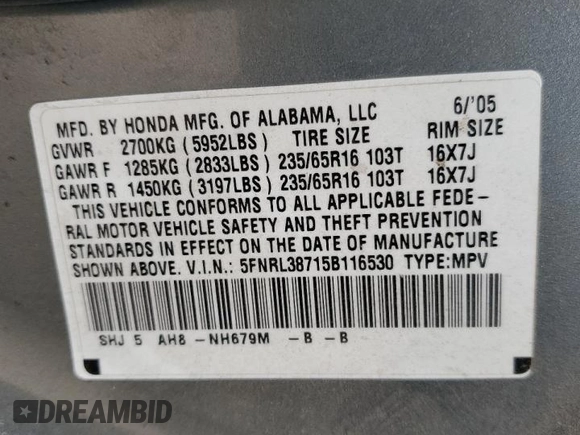 MFD. BY HONDA MFG. OF ALABAMA, LLC 6/'05
GVWR 2700KG (5952LBS) TIRE SIZE RIM SIZE
GAWR F 1285KG (2833LBS) 235/65R16 103T 16X7J
GAWR R 1450KG (3197LBS) 235/65R16 103T 16X7J
THIS VEHICLE CONFORMS TO ALL APPLICABLE FEDE-
RAL MOTOR VEHICLE SAFETY AND THEFT PREVENTION
STANDARDS IN EFFECT ON THE DATE OF MANUFACTURE
SHOWN ABOVE. V.I.N.: 5FNRL38715B116530 TYPE:MPV
SHJ 5 AH8 -NH679M -B -B
DREAMBID